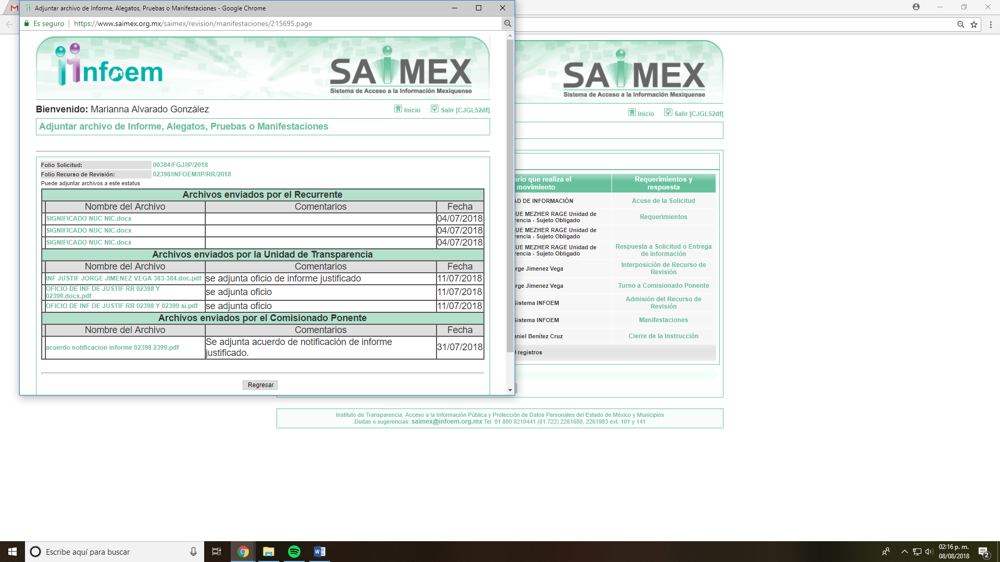 Adjuntar archivo de Informe, Alegatos, Pruebas o Manifestaciones - Google Chrome
Es seguro
https://www.saimex.org.mx/saimex/revision/manifestaciones/215695.page
infoem
SAIMEX
Sistema de Acceso a la Información Mexiquense
Bienvenido: Marianna Alvarado González
Inicio
Salir [CJGL52df]
Adjuntar archivo de Informe, Alegatos, Pruebas o Manifestaciones
Folio Solicitud: 00384/FGJ/IP/2018
Folio Recurso de Revisión: 02398/INFOEM/IP/RR/2018
Puede adjuntar archivos a este estatus
Archivos enviados por el Recurrente
Nombre del Archivo Comentarios Fecha
SIGNIFICADO NUC NIC.docx 04/07/2018
SIGNIFICADO NUC NIC.docx 04/07/2018
SIGNIFICADO NUC NIC.docx 04/07/2018
Archivos enviados por la Unidad de Transparencia
Nombre del Archivo Comentarios Fecha
INF JUSTIF JORGE JIMENEZ VEGA 383-384.doc.pdf se adjunta oficio de informe justificado 11/07/2018
OFICIO DE INF DE JUSTIF RR 02398 Y
02399.docx.pdf se adjunta oficio 11/07/2018
OFICIO DE INF DE JUSTIF RR 02398 Y 02399 si.pdf se adjunta oficio 11/07/2018
Archivos enviados por el Comisionado Ponente
Nombre del Archivo Comentarios Fecha
acuerdo notificacion informe 02398 2399.pdf Se adjunta acuerdo de notificación de informe
justificado. 31/07/2018
Regresar
SAIMEX
Sistema de Acceso a la Información Mexiquense
Inicio
Salir [CJGL52df]
ario que realiza el
movimiento
Requerimientos y
respuesta
AD DE INFORMACIÓN Acuse de la Solicitud
UE MEZHER RAGE Unidad de
rencia - Sujeto Obligado
Requerimientos
UE MEZHER RAGE Unidad de
rencia - Sujeto Obligado
UE MEZHER RAGE Unidad de
rencia - Sujeto Obligado
Respuesta a Solicitud o Entrega
de Información
rge Jimenez Vega
Interposición de Recurso de
Revisión
rge Jimenez Vega Turno a Comisionado Ponente
Sistema INFOEM
Admisión del Recurso de
Revisión
Sistema INFOEM Manifestaciones
aniel Benítez Cruz Cierre de la Instrucción
registros
Instituto de Transparencia, Acceso a la Información Pública y Protección de Datos Personales del Estado de México y Municipios
Dudas o sugerencias: saimex@infoem.org.mx Tel. 01 800 8210441 (01 722) 2261680, 2261983 ext. 101 y 141
Escribe aquí para buscar
02:16 p. m.
08/08/2018
2